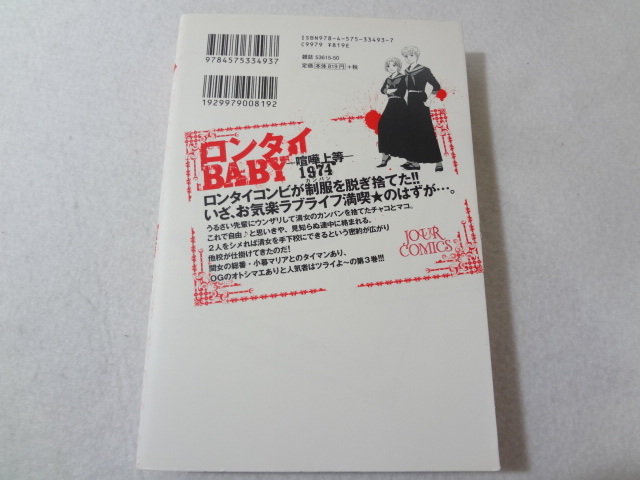 9784575334937
1929979008192
ISBN978-4-575-33493-7
C9979 ¥819E
雑誌 53615-50
定価:本体 819円 +税
ロンタイ
BABY
―喧嘩上等―
1974
ロンタイコンビが制服を脱ぎ捨てた!!
カンバン
いざ、お気楽ラブライフ満喫★のはずが…。
うるさい先輩にウンザリして清女のカンバンを捨てたチャコとマコ。
これで自由♪と思いきや、見知らぬ連中に絡まれる。
2人をシメれば清女を手下校にできるという密約が広がり
他校が仕掛けてきたのだ!
関女の総番・小暮マリアとのタイマンあり、
OGのオトシマエありと人気者はツライよ〜の第3巻!!!
JOUR
COMICS